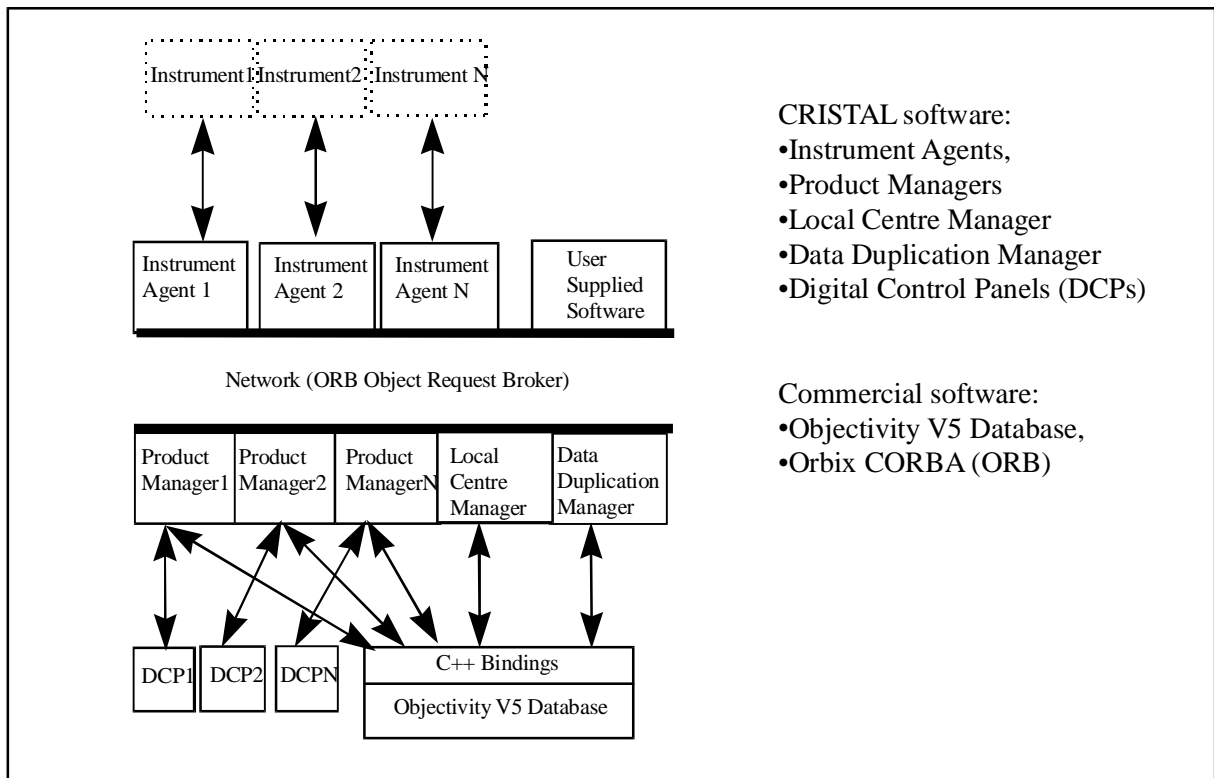 Instrument1
Instrument2
Instrument N
Instrument
Agent 1
Instrument
Agent 2
Instrument
Agent N
User
Supplied
Software
Network (ORB Object Request Broker)
Product
Manager1
Product
Manager2
Product
ManagerN
Local
Centre
Manager
Data
Duplication
Manager
DCP1
DCP2
DCPN
C++ Bindings
Objectivity V5 Database
CRISTAL software:
•Instrument Agents,
•Product Managers
•Local Centre Manager
•Data Duplication Manager
•Digital Control Panels (DCPs)
Commercial software:
•Objectivity V5 Database,
•Orbix CORBA (ORB)